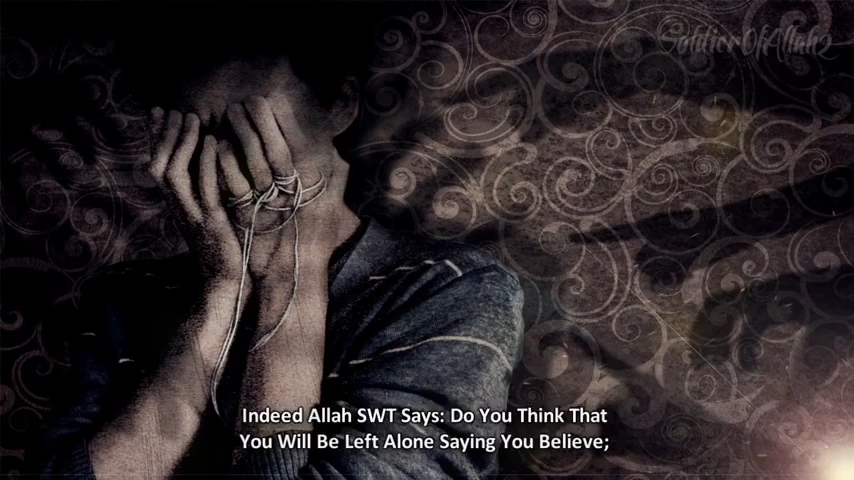 SoldierOfAllah2
Indeed Allah SWT Says: Do You Think That
You Will Be Left Alone Saying You Believe;